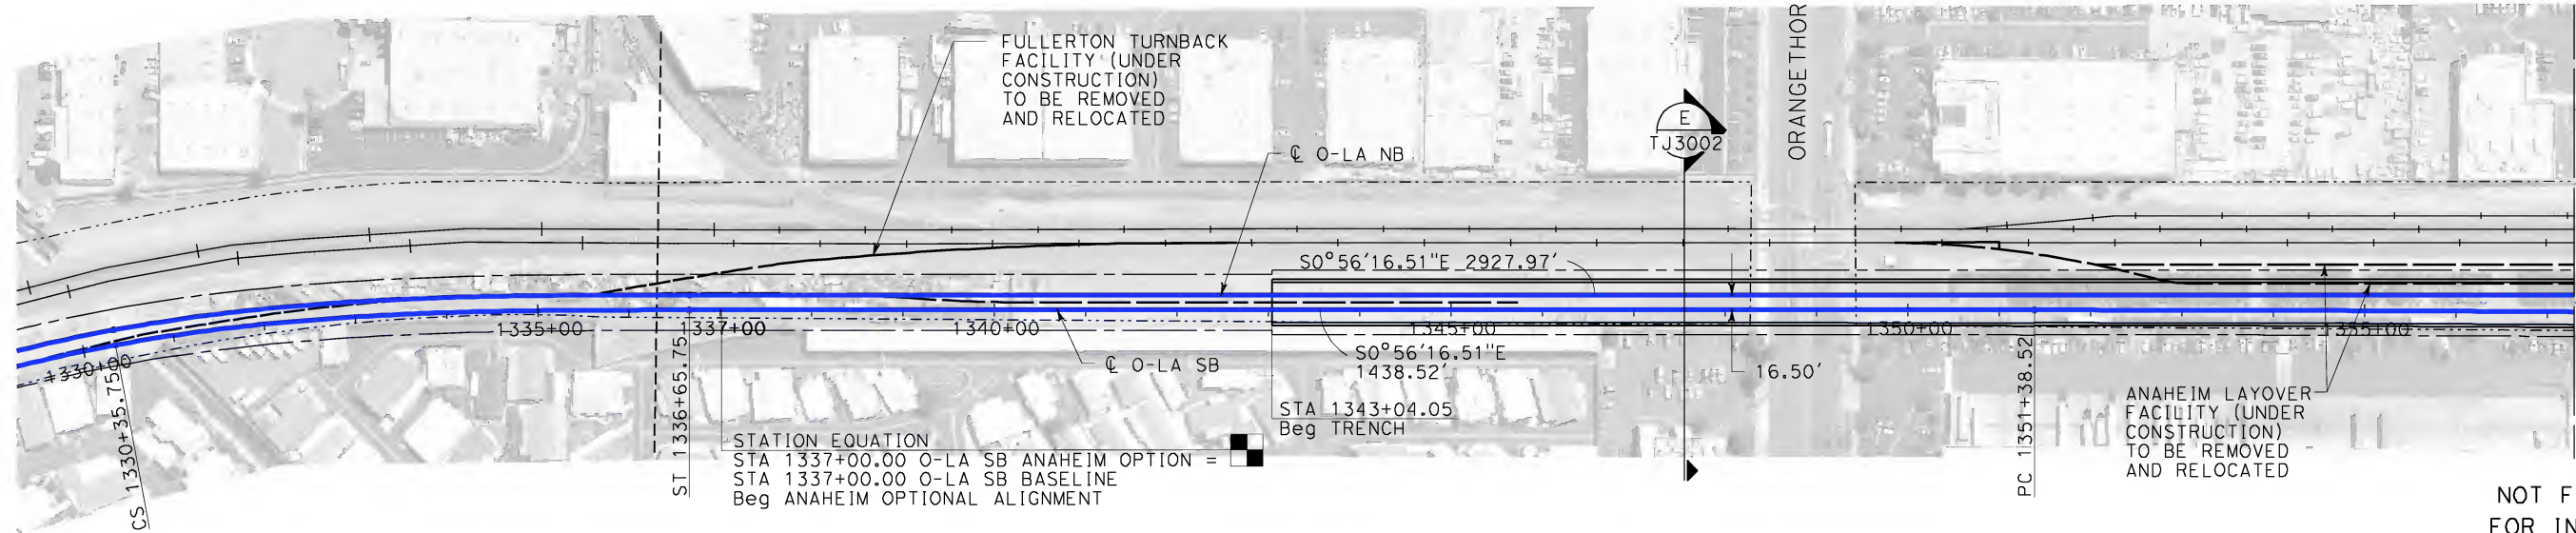 FULLERTON TURNBACK
FACILITY (UNDER
CONSTRUCTION)
TO BE REMOVED
AND RELOCATED
℄ O-LA NB
E
TJ3002
ORANGETHOR
S0°56'16.51"E 2927.97'
1330+00
1335+00
1337+00
1340+00
1345+00
1350+00
1355+00
CS 1330+35.750
ST 1336+65.75
℄ O-LA SB
S0°56'16.51"E
1438.52'
16.50'
STA 1343+04.05
Beg TRENCH
PC 1351+38.52
STATION EQUATION
STA 1337+00.00 O-LA SB ANAHEIM OPTION =
STA 1337+00.00 O-LA SB BASELINE
Beg ANAHEIM OPTIONAL ALIGNMENT
ANAHEIM LAYOVER
FACILITY (UNDER
CONSTRUCTION)
TO BE REMOVED
AND RELOCATED
NOT F
FOR IN